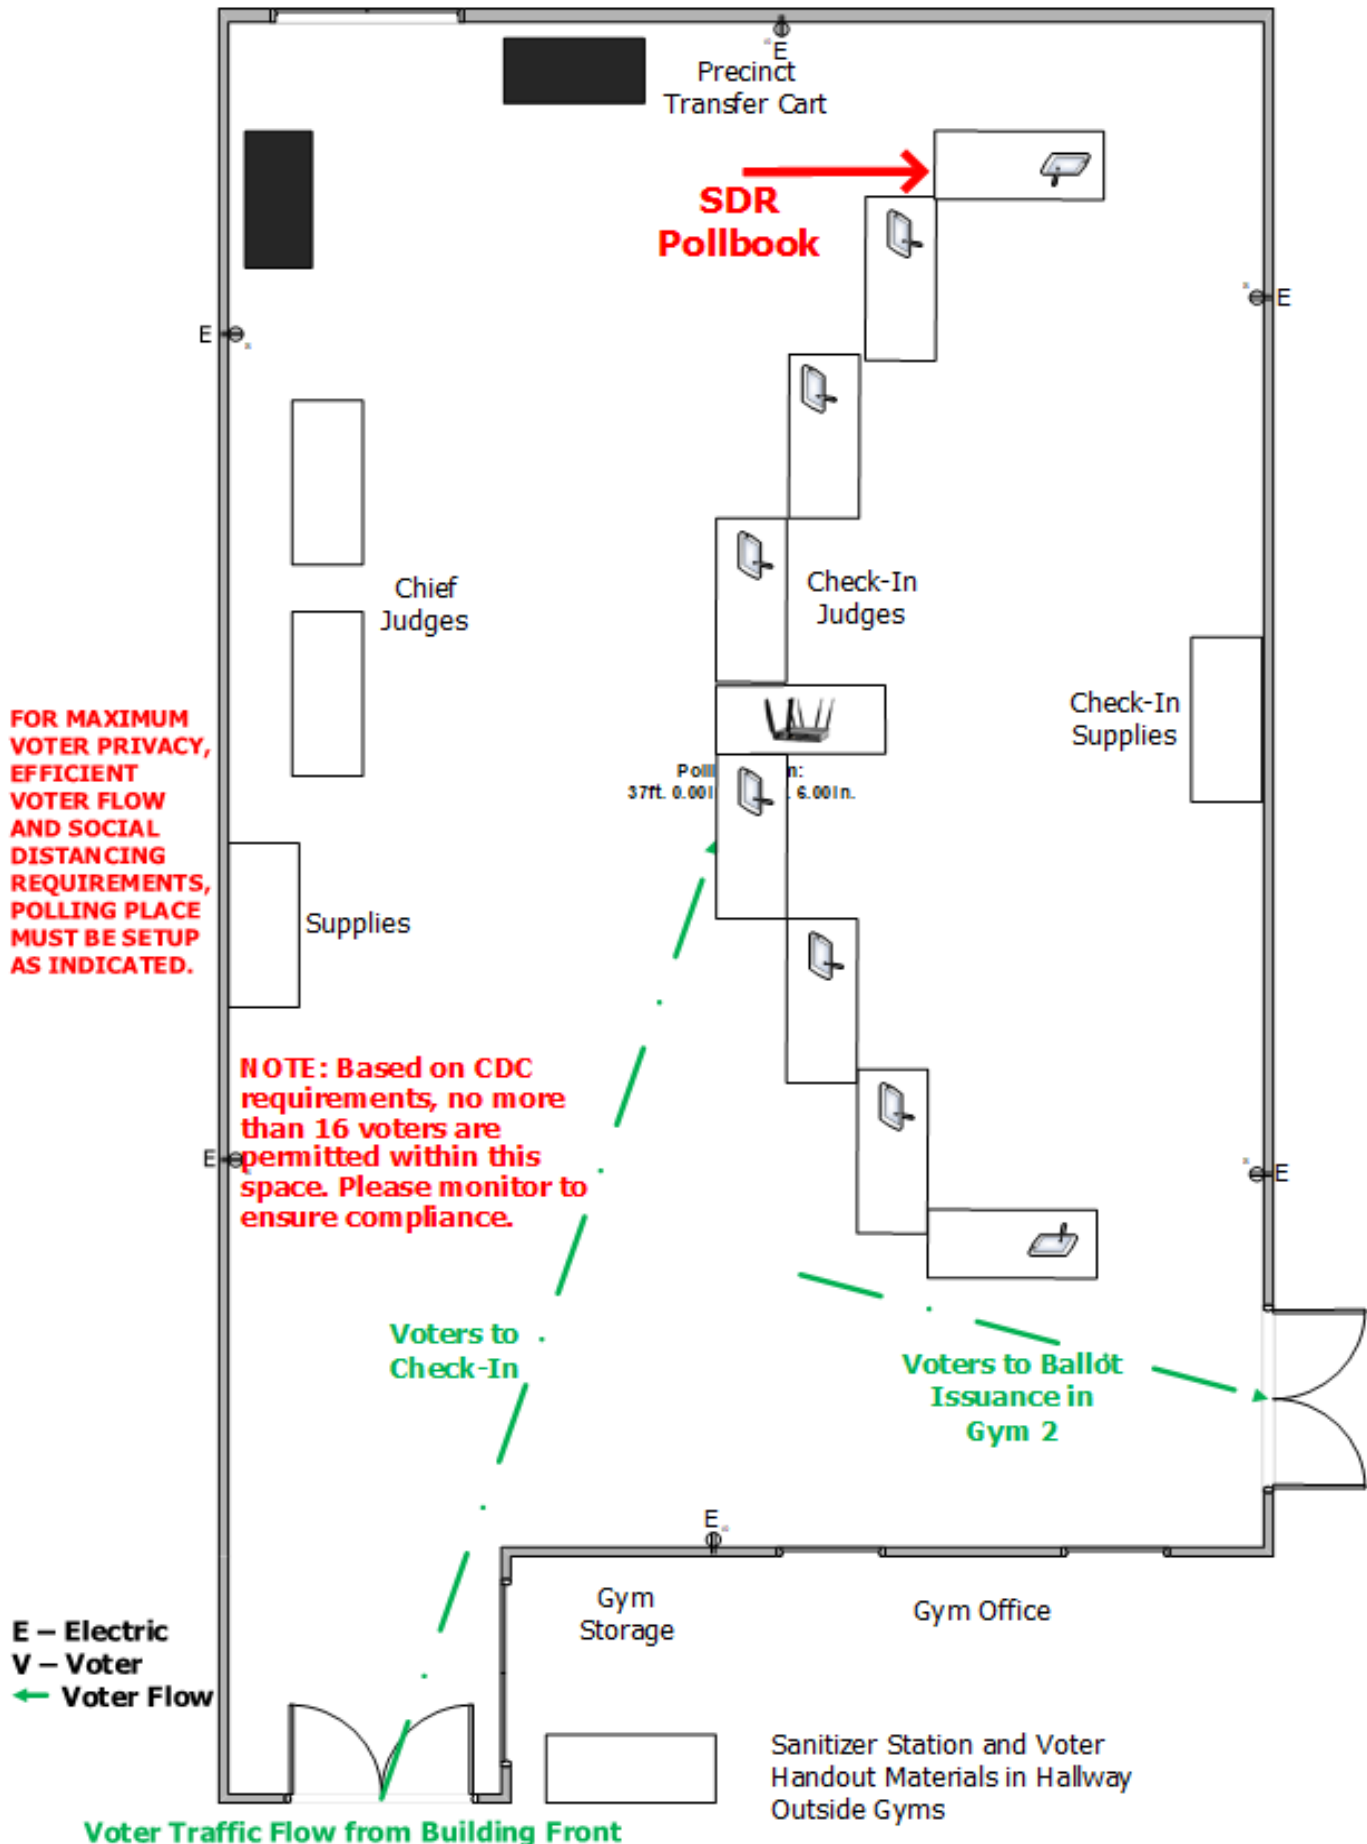 E
Precinct
Transfer Cart
SDR
Pollbook
E
E
Chief
Judges
Check-In
Judges
Check-In
Supplies
FOR MAXIMUM
VOTER PRIVACY,
EFFICIENT
VOTER FLOW
AND SOCIAL
DISTANCING
REQUIREMENTS,
POLLING PLACE
MUST BE SETUP
AS INDICATED.
37ft. 6.00In.
Supplies
NOTE: Based on CDC
requirements, no more
than 16 voters are
permitted within this
space. Please monitor to
ensure compliance.
E
E
Voters to
Check-In
Voters to Ballot
Issuance in
Gym 2
E
Gym
Storage
Gym Office
E – Electric
V – Voter
Voter Flow
Sanitizer Station and Voter
Handout Materials in Hallway
Outside Gyms
Voter Traffic Flow from Building Front